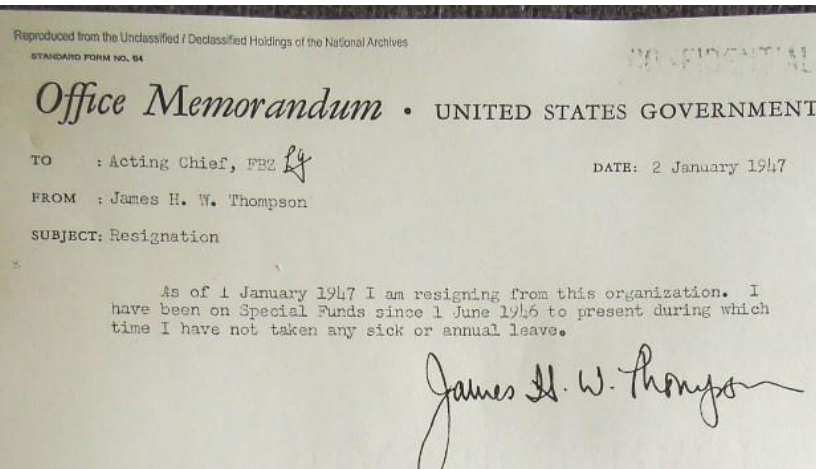 Reproduced from the Unclassified / Declassified Holdings of the National Archives
STANDARD FORM NO. 64
CONFIDENTIAL
Office Memorandum • UNITED STATES GOVERNMENT
TO : Acting Chief, FBZ
DATE: 2 January 1947
FROM : James H. W. Thompson
SUBJECT: Resignation
As of 1 January 1947 I am resigning from this organization. I
have been on Special Funds since 1 June 1946 to present during which
time I have not taken any sick or annual leave.
James H. W. Thompson